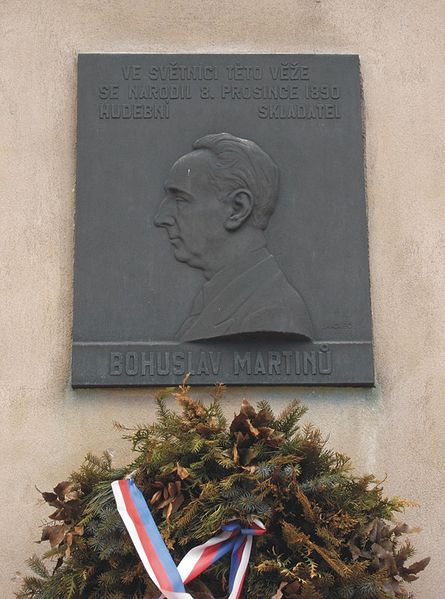 VE SVĚTNICI TÉTO VĚŽE
SE NARODIL 8. PROSINCE 1890
HUDEBNÍ SKLADATEL
BOHUSLAV MARTINŮ